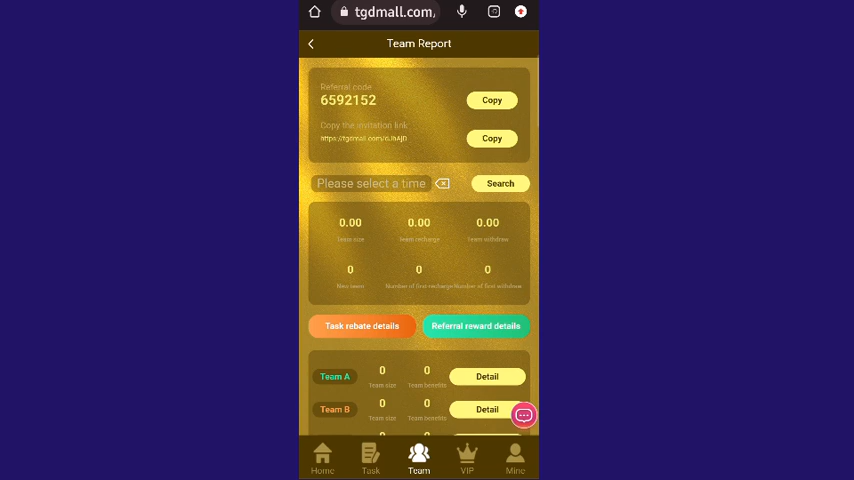 tgdmall.com,
Team Report
Referral code
6592152
Copy
Copy the invitation link
Copy
Please select a time
Search
0.00 0.00 0.00
Team size Team recharge Team withdraw
0 0 0
New team Number of first recharge Number of first withdraw
Task rebate details Referral reward details
Team A 0 0 Detail
Team size Team benefits
Team B 0 0 Detail
Team size Team benefits
Home Task Team VIP Mine